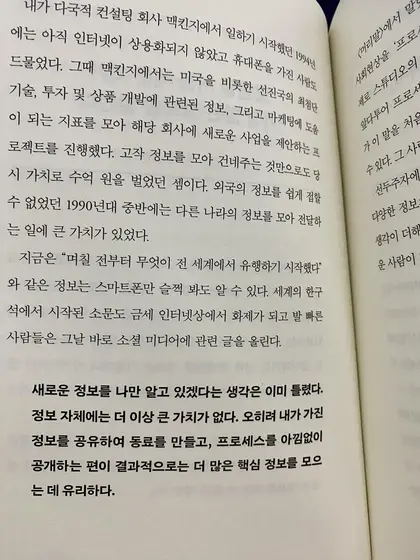 내가 다국적 컨설팅 회사 맥킨지에서 일하기 시작했던 1994년
에는 아직 인터넷이 상용화되지 않았고 휴대폰을 가진 사람도
드물었다. 그때 맥킨지에서는 미국을 비롯한 선진국의 최첨단
기술, 투자 및 상품 개발에 관련된 정보, 그리고 마케팅에 도움
이 되는 지표를 모아 해당 회사에 새로운 사업을 제안하는 프
로젝트를 진행했다. 고작 정보를 모아 건네주는 것만으로도 당
시 가치로 수억 원을 벌었던 셈이다. 외국의 정보를 쉽게 접할
수 없었던 1990년대 중반에는 다른 나라의 정보를 모아 전달하
는 일에 큰 가치가 있었다.
지금은 “며칠 전부터 무엇이 전 세계에서 유행하기 시작했다”
와 같은 정보는 스마트폰만 슬쩍 봐도 알 수 있다. 세계의 한구
석에서 시작된 소문도 금세 인터넷상에서 화제가 되고 발 빠른
사람들은 그날 바로 소셜 미디어에 관련 글을 올린다.
새로운 정보를 나만 알고 있겠다는 생각은 이미 틀렸다.
정보 자체에는 더 이상 큰 가치가 없다. 오히려 내가 가진
정보를 공유하여 동료를 만들고, 프로세스를 아낌없이
공개하는 편이 결과적으로는 더 많은 핵심 정보를 모으
는 데 유리하다.
〈머리말〉에서 말
사회현상을 “프로
제로 스튜디오의
앞다투어 프로세
가 이 말을 처음
수 있다. 그 사
선두주자에
다양한 정보
생각이 더해
운 사람이